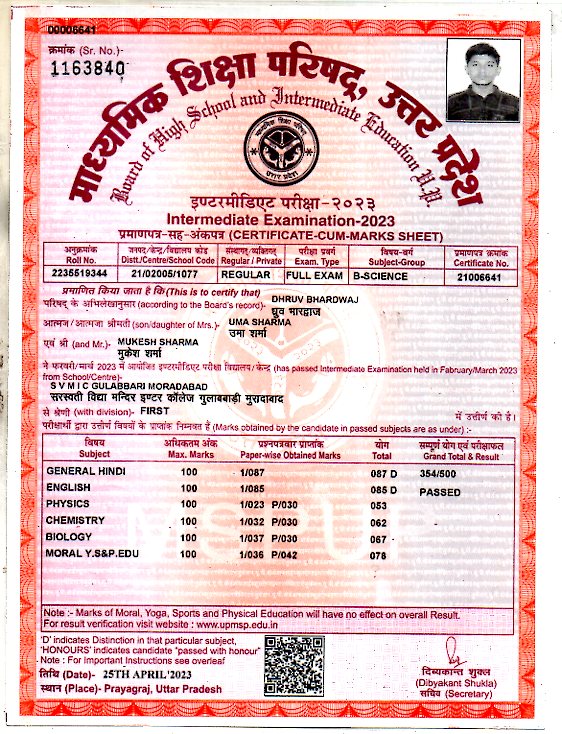 00006641
क्रमांक (Sr. No.)-
1163840
माध्यमिक शिक्षा परिषद्, उत्तर प्रदेश
Board of High School and Intermediate Education U.P.
इण्टरमीडिएट परीक्षा-२०२३
Intermediate Examination-2023
प्रमाणपत्र-सह-अंकपत्र (CERTIFICATE-CUM-MARKS SHEET)
अनुक्रमांक जनपद/केन्द्र/विद्यालय कोड संस्थागत/व्यक्तिगत परीक्षा प्रवर्ग विषय-वर्ग प्रमाणपत्र क्रमांक
Roll No. Distt./Centre/School Code Regular / Private Exam. Type Subject-Group Certificate No.
2235519344 21/02005/1077 REGULAR FULL EXAM B-SCIENCE 21006641
प्रमाणित किया जाता है कि (This is to certify that)
परिषद् के अभिलेखानुसार (according to the Board's record)- DHRUV BHARDWAJ
ध्रुव भारद्वाज
आत्मज/आत्मजा श्रीमती (son/daughter of Mrs.)- UMA SHARMA
उमा शर्मा
एवं श्री (and Mr.)- MUKESH SHARMA
मुकेश शर्मा
ने फरवरी/मार्च 2023 में आयोजित इण्टरमीडिएट परीक्षा विद्यालय/केन्द्र (has passed Intermediate Examination held in Fabruary/March 2023
from School/Centre)-
S V M I C GULABBARI MORADABAD
सरस्वती विद्या मन्दिर इण्टर कॉलेज गुलाबबाड़ी मुरादाबाद
से श्रेणी (with division)- FIRST में उत्तीर्ण की है।
परीक्षार्थी द्वारा उत्तीर्ण विषयों के प्राप्तांक निम्नवत हैं (Marks obtained by the candidate in passed subjects are as under) :-
विषय अधिकतम अंक प्रश्नपत्रवार प्राप्तांक योग सम्पूर्ण योग एवं परीक्षाफल
Subject Max. Marks Paper-wise Obtained Marks Total Grand Total & Result
GENERAL HINDI 100 1/087 087 D 354/500
ENGLISH 100 1/085 085 D PASSED
PHYSICS 100 1/023 P/030 053
CHEMISTRY 100 1/032 P/030 062
BIOLOGY 100 1/037 P/030 067
MORAL Y.S&P.EDU 100 1/036 P/042 078
Note :- Marks of Moral, Yoga, Sports and Physical Education will have no effect on overall Result.
For result verification visit website : www.upmsp.edu.in
'D' indicates Distinction in that particular subject,
'HONOURS' indicates candidate "passed with honour"
Note : For Important Instructions see overleaf
तिथि (Date)- 25TH APRIL'2023
स्थान (Place)- Prayagraj, Uttar Pradesh
दिव्यकान्त शुक्ल
(Dibyakant Shukla)
सचिव (Secretary)